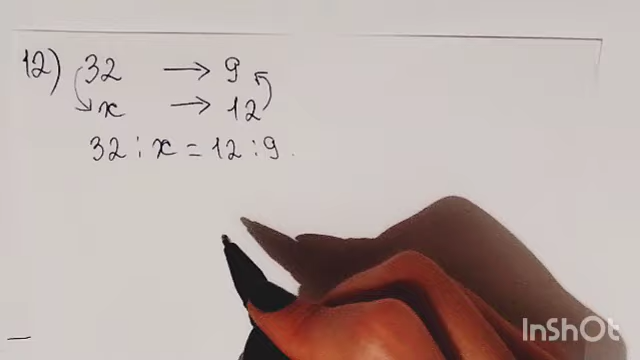 12) 32 → 9
x → 12
32 : x = 12 : 9
InShOt